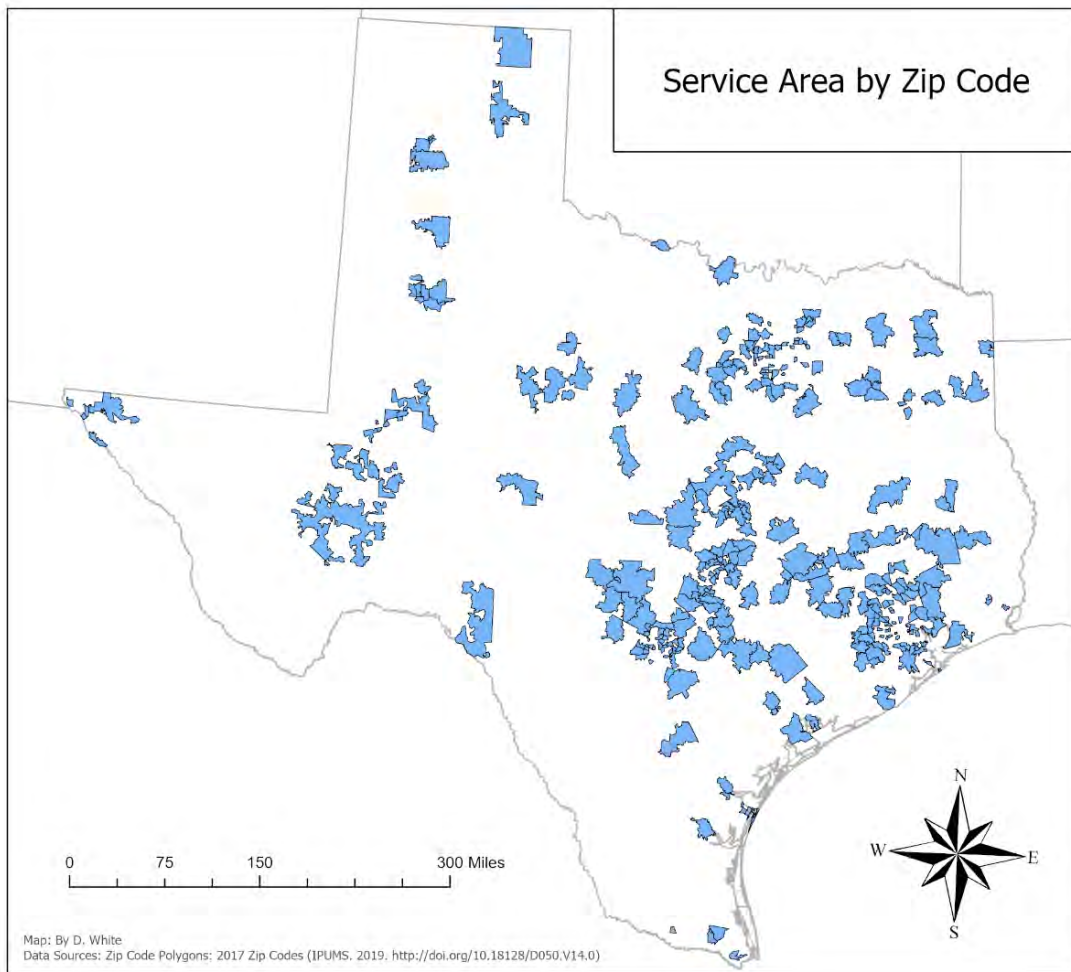 Service Area by Zip Code
N
W
E
S
0 75 150 300 Miles
Map: By D. White
Data Sources: Zip Code Polygons: 2017 Zip Codes (IPUMS. 2019. http://doi.org/10.18128/D050.V14.0)